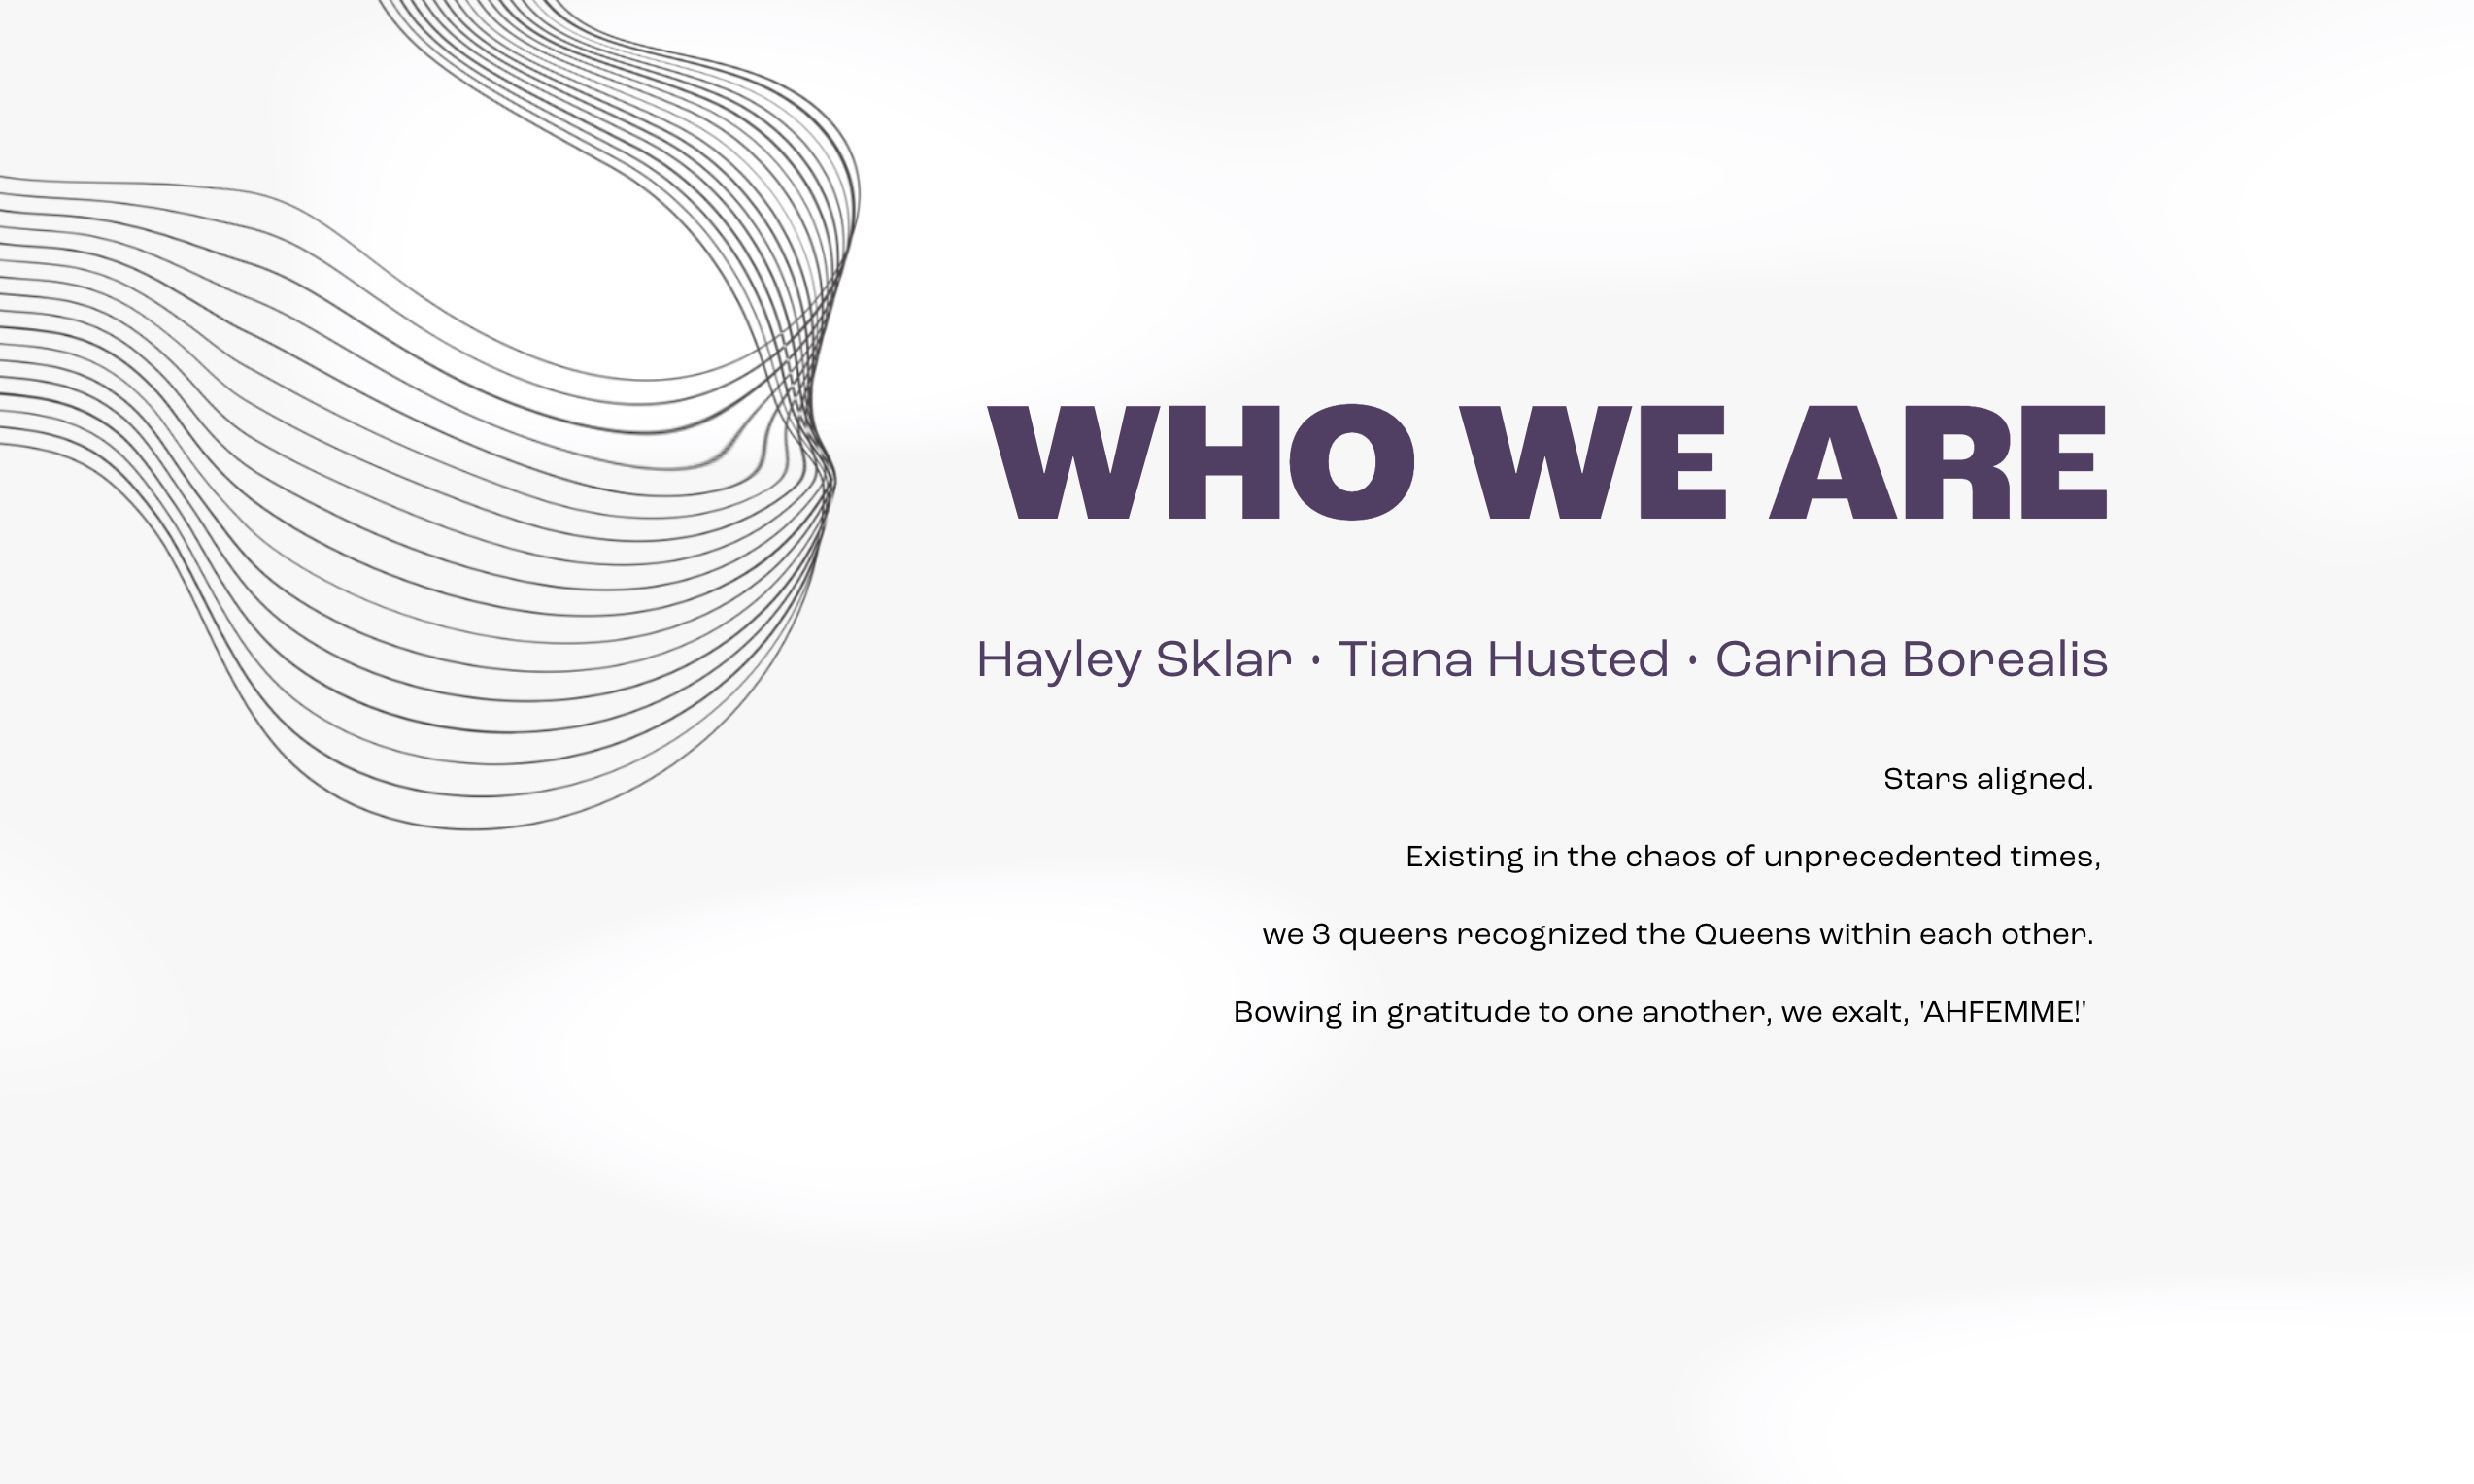 WHO WE ARE
Hayley Sklar • Tiana Husted • Carina Borealis
Stars aligned.
Existing in the chaos of unprecedented times,
we 3 queers recognized the Queens within each other.
Bowing in gratitude to one another, we exalt, 'AHFEMME!'